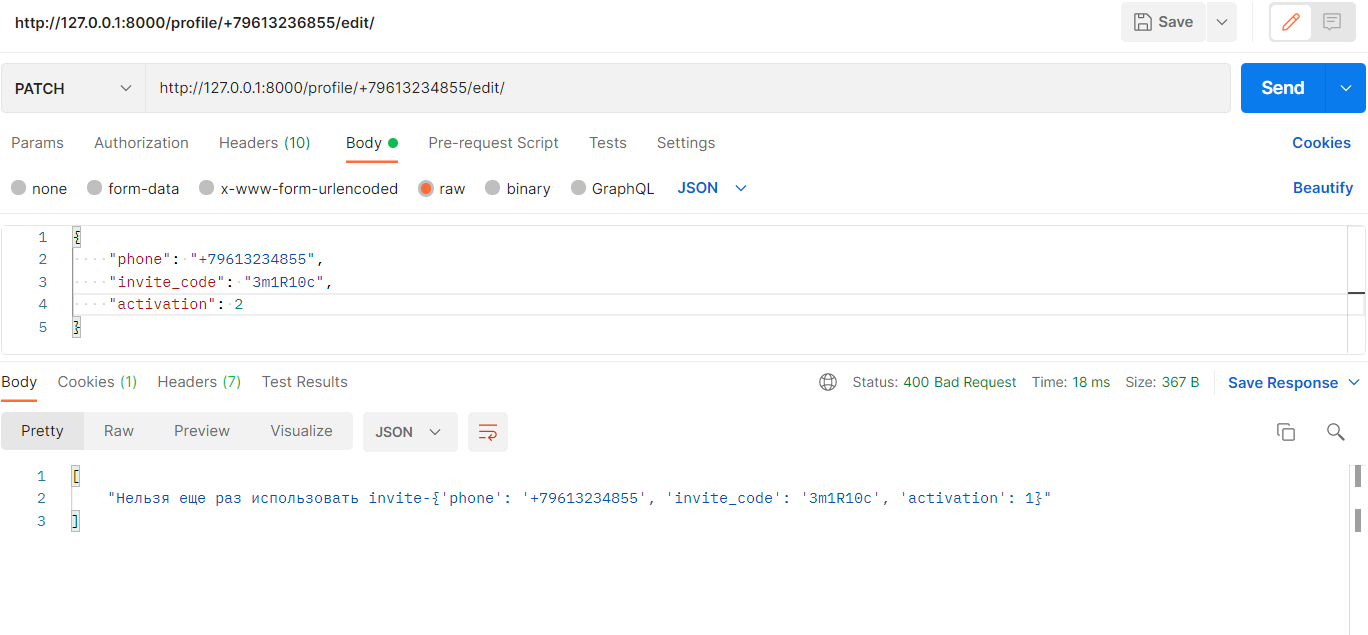 http://127.0.0.1:8000/profile/+79613236855/edit/
Save
PATCH
http://127.0.0.1:8000/profile/+79613234855/edit/
Send
Params Authorization Headers (10) Body Pre-request Script Tests Settings Cookies
none form-data x-www-form-urlencoded raw binary GraphQL JSON Beautify
1 {
2 "phone": "+79613234855",
3 "invite_code": "3m1R10c",
4 "activation": 2
5 }
Body Cookies (1) Headers (7) Test Results Status: 400 Bad Request Time: 18 ms Size: 367 B Save Response
Pretty Raw Preview Visualize JSON
1 [
2 "Нельзя еще раз использовать invite-{'phone': '+79613234855', 'invite_code': '3m1R10c', 'activation': 1}"
3 ]